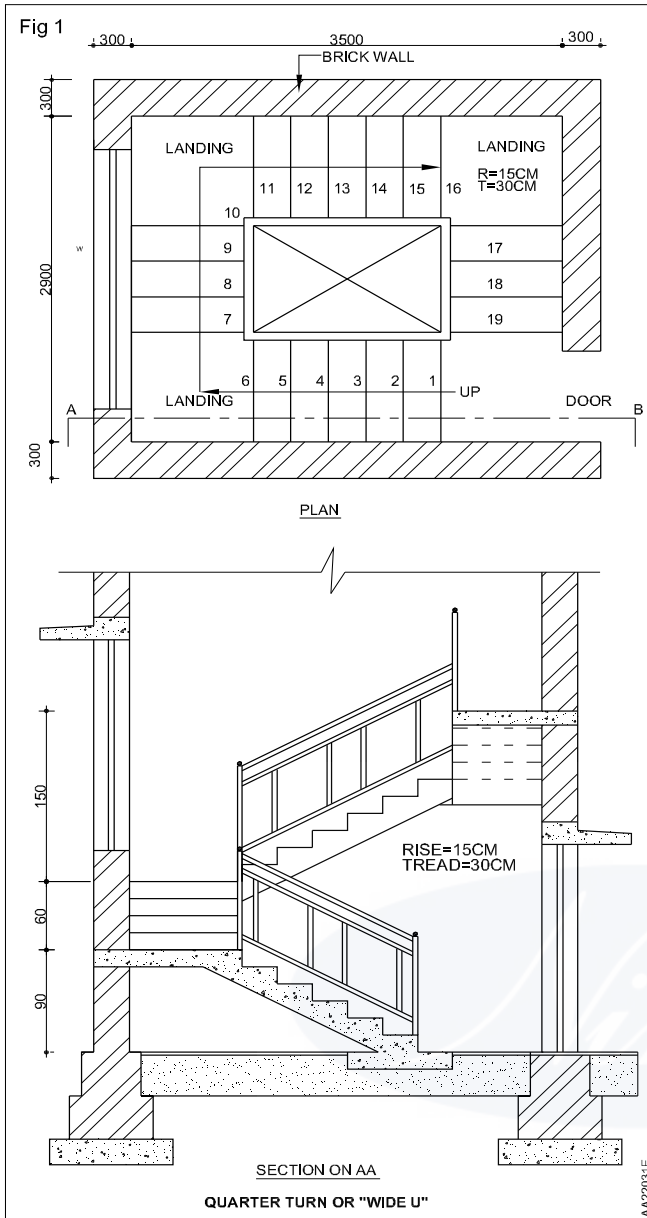 Fig 1
300 3500 300
BRICK WALL
300
LANDING LANDING
R=15CM
T=30CM
11 12 13 14 15 16
10
W
9 17
2900
8 18
7 19
6 5 4 3 2 1 UP
A LANDING DOOR B
300
PLAN
150
RISE=15CM
TREAD=30CM
60
90
SECTION ON AA
QUARTER TURN OR "WIDE U"